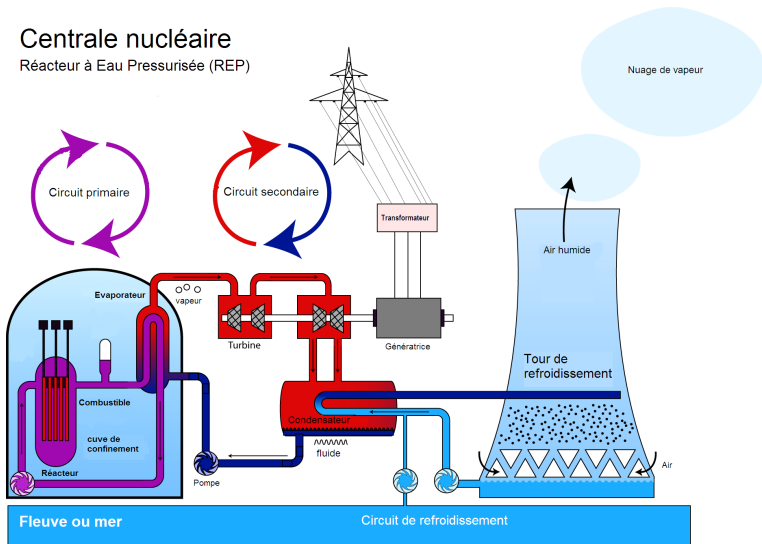 Centrale nucléaire
Réacteur à Eau Pressurisée (REP)
Nuage de vapeur
Circuit primaire
Circuit secondaire
Transformateur
Air humide
Evaporateur
vapeur
Turbine
Génératrice
Tour de
refroidissement
Combustible
Condensateur
cuve de
confinement
fluide
Réacteur
Pompe
Air
Fleuve ou mer
Circuit de refroidissement